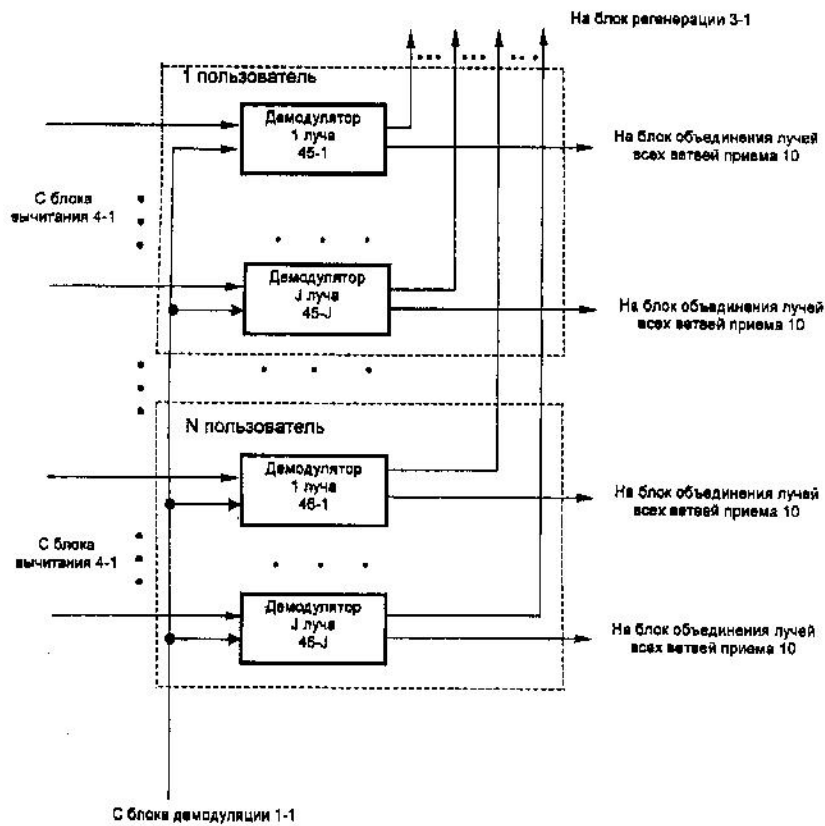 На блок регенерации 3-1
1 пользователь
Демодулятор
1 луча
45-1
На блок объединения лучей
всех ветвей приема 10
С блока
вычитания 4-1
Демодулятор
J луча
45-J
На блок объединения лучей
всех ветвей приема 10
N пользователь
Демодулятор
1 луча
46-1
На блок объединения лучей
всех ветвей приема 10
С блока
вычитания 4-1
Демодулятор
J луча
46-J
На блок объединения лучей
всех ветвей приема 10
С блока демодуляции 1-1